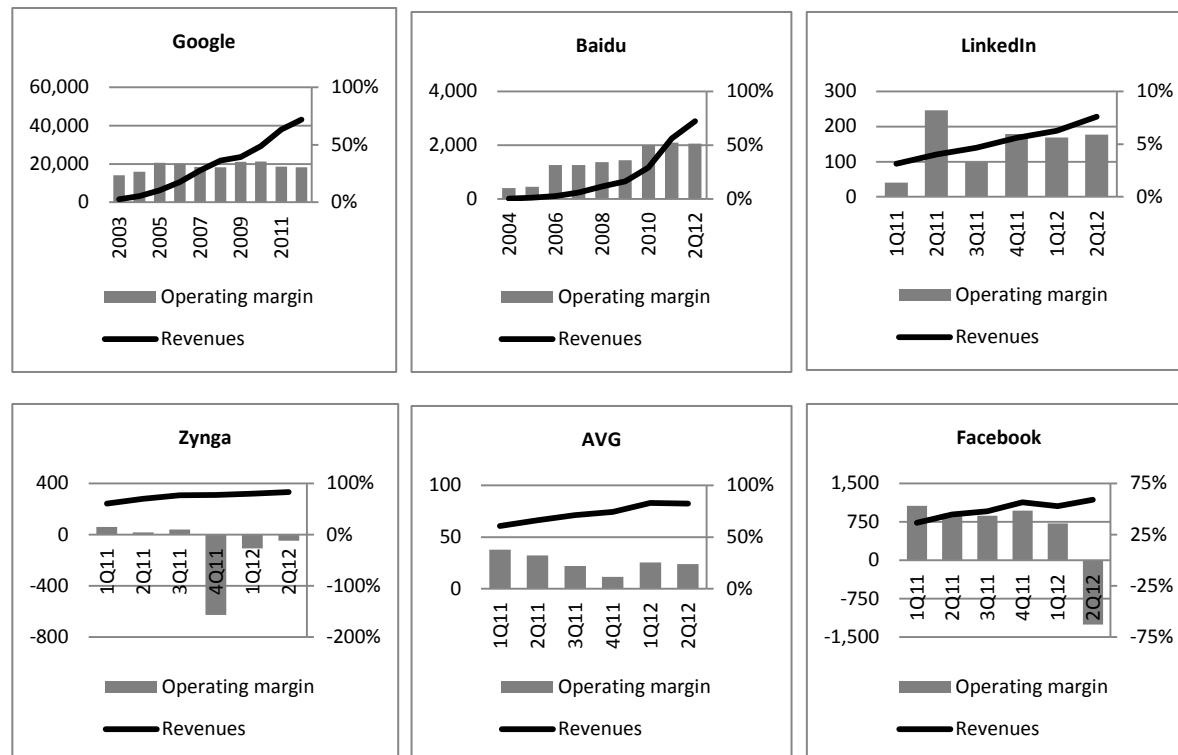 Google
60,000
40,000
20,000
0
100%
50%
0%
2003
2005
2007
2009
2011
Operating margin
Revenues
Baidu
4,000
2,000
0
100%
50%
0%
2004
2006
2008
2010
2Q12
Operating margin
Revenues
LinkedIn
300
200
100
0
10%
5%
0%
1Q11
2Q11
3Q11
4Q11
1Q12
2Q12
Operating margin
Revenues
Zynga
400
0
-400
-800
100%
0%
-100%
-200%
1Q11
2Q11
3Q11
4Q11
1Q12
2Q12
Operating margin
Revenues
AVG
100
50
0
100%
50%
0%
1Q11
2Q11
3Q11
4Q11
1Q12
2Q12
Operating margin
Revenues
Facebook
1,500
750
0
-750
-1,500
75%
25%
-25%
-75%
1Q11
2Q11
3Q11
4Q11
1Q12
2Q12
Operating margin
Revenues